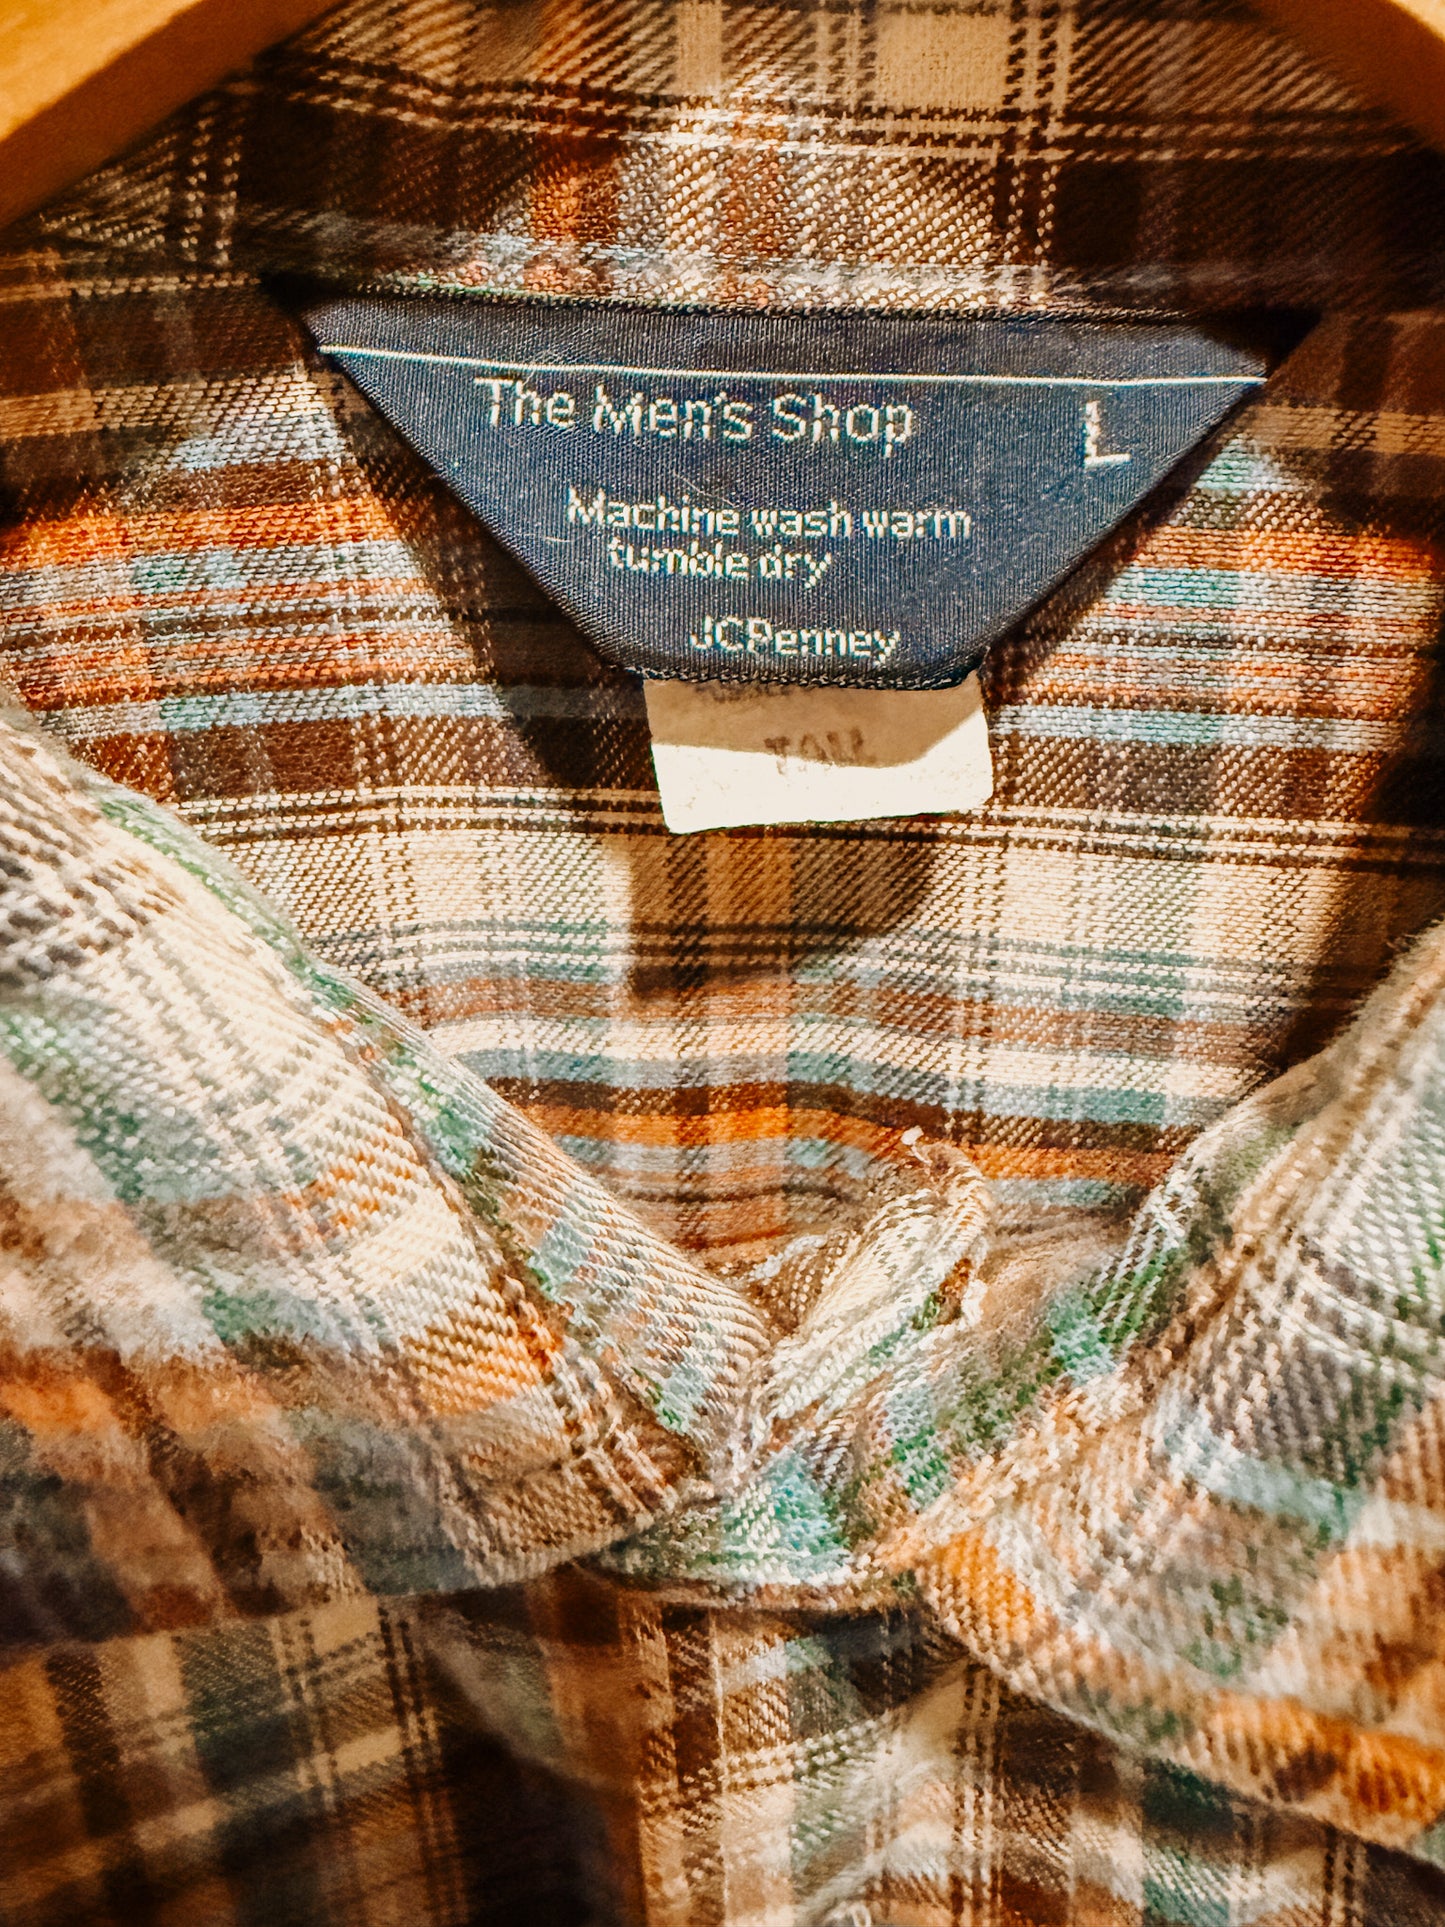 The Men's Shop L
Machine wash warm
tumble dry
JCPenney
TALL